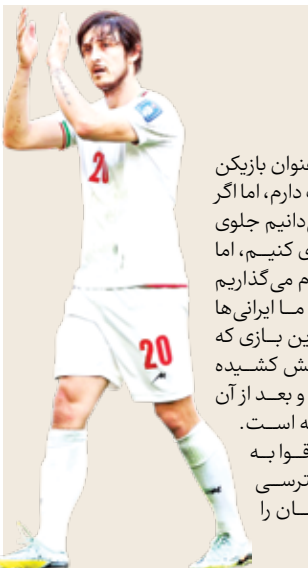 عنوان بازیکن
دارم، اما اگر
دانیم جلوی
کنیم، اما
م می‌گذاریم
ما ایرانی‌ها
ین بازی که
ش کشیده
و بعد از آن
ه است.
قوا به
ترسی
ان را
20
20